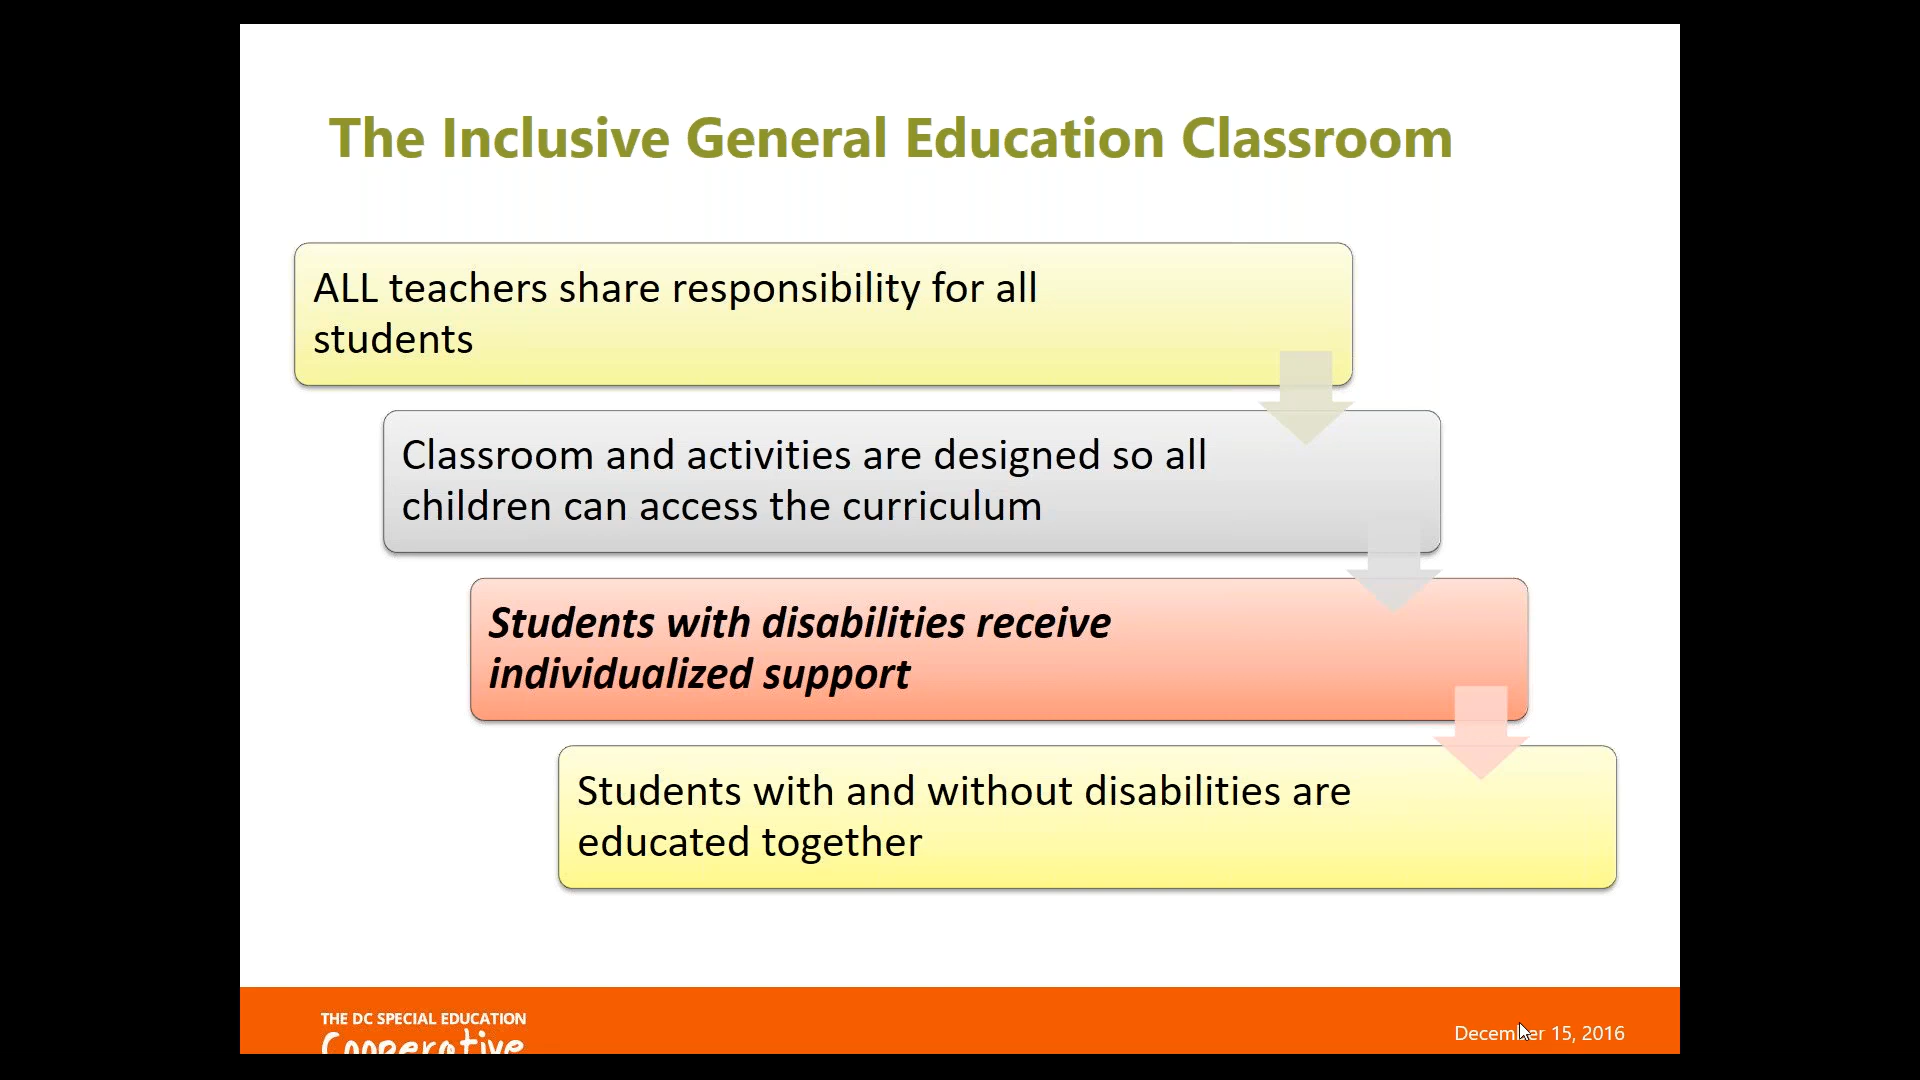 The Inclusive General Education Classroom
ALL teachers share responsibility for all
students
Classroom and activities are designed so all
children can access the curriculum
Students with disabilities receive
individualized support
Students with and without disabilities are
educated together
THE DC SPECIAL EDUCATION
Cooperative
December 15, 2016